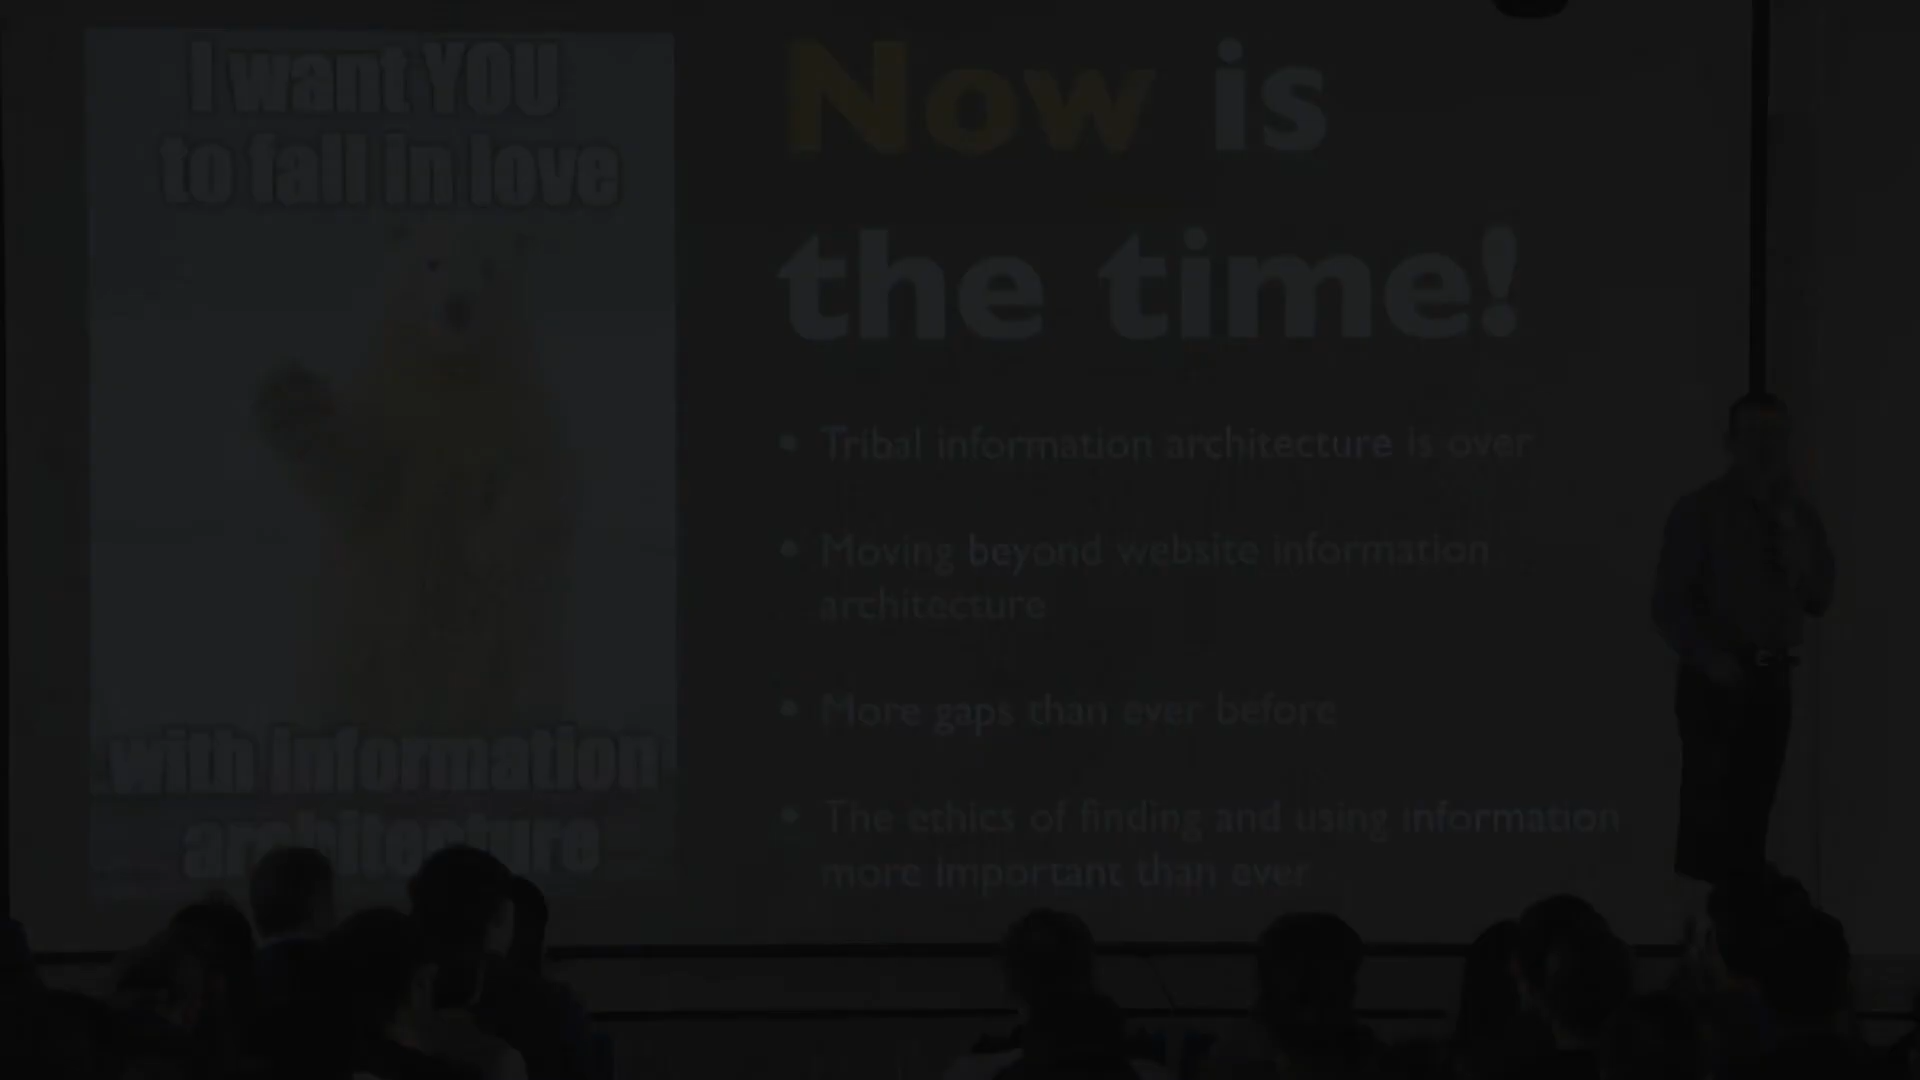 I want YOU
to fall in love
with information
architecture
Now is
the time!
• Tribal information architecture is over
• Moving beyond website information
architecture
• More gaps than ever before
• The ethics of finding and using information
more important than ever